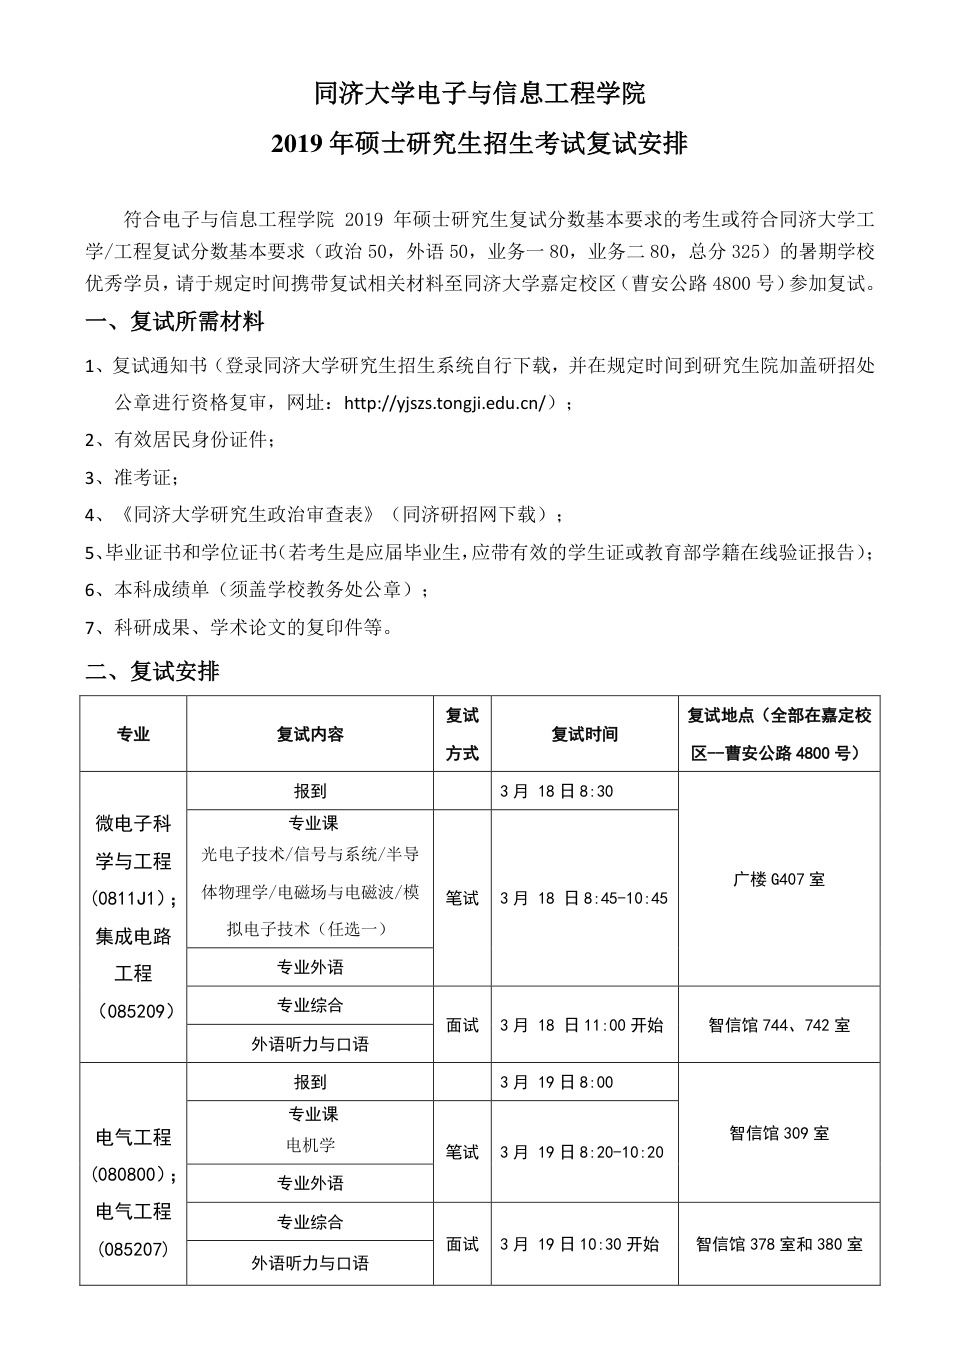 同济大学电子与信息工程学院
2019 年硕士研究生招生考试复试安排
符合电子与信息工程学院 2019 年硕士研究生复试分数基本要求的考生或符合同济大学工
学/工程复试分数基本要求（政治 50，外语 50，业务一 80，业务二 80，总分 325）的暑期学校
优秀学员，请于规定时间携带复试相关材料至同济大学嘉定校区（曹安公路 4800 号）参加复试。
一、复试所需材料
1、复试通知书（登录同济大学研究生招生系统自行下载，并在规定时间到研究生院加盖研招处
公章进行资格复审，网址：http://yjszs.tongji.edu.cn/）；
2、有效居民身份证件；
3、准考证；
4、《同济大学研究生政治审查表》（同济研招网下载）；
5、毕业证书和学位证书（若考生是应届毕业生，应带有效的学生证或教育部学籍在线验证报告）；
6、本科成绩单（须盖学校教务处公章）；
7、科研成果、学术论文的复印件等。
二、复试安排
专业
复试内容
复试
方式
复试时间
复试地点（全部在嘉定校
区--曹安公路 4800 号）
微电子科
学与工程
(0811J1）；
集成电路
工程
（085209）
报到
3 月 18 日 8:30
广楼 G407 室
专业课
光电子技术/信号与系统/半导
体物理学/电磁场与电磁波/模
拟电子技术（任选一）
笔试
3 月 18 日 8:45-10:45
专业外语
专业综合
面试
3 月 18 日 11:00 开始
智信馆 744、742 室
外语听力与口语
电气工程
(080800）；
电气工程
(085207)
报到
3 月 19 日 8:00
智信馆 309 室
专业课
电机学
笔试
3 月 19 日 8:20-10:20
专业外语
专业综合
面试
3 月 19 日 10:30 开始
智信馆 378 室和 380 室
外语听力与口语